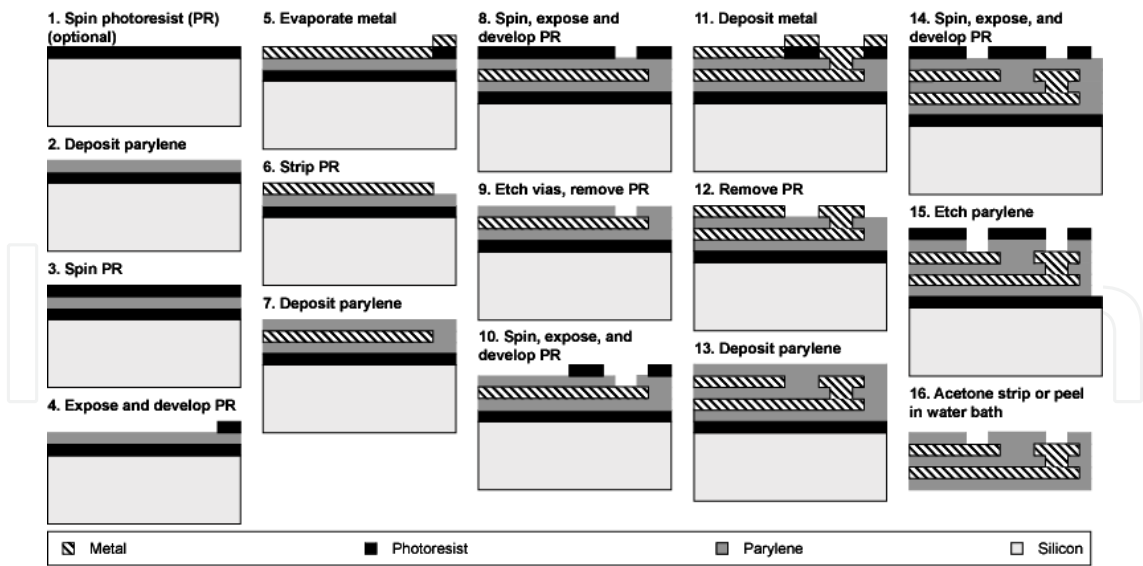 1. Spin photoresist (PR)
(optional)
2. Deposit parylene
3. Spin PR
4. Expose and develop PR
5. Evaporate metal
6. Strip PR
7. Deposit parylene
8. Spin, expose and
develop PR
9. Etch vias, remove PR
10. Spin, expose, and
develop PR
11. Deposit metal
12. Remove PR
13. Deposit parylene
14. Spin, expose, and
develop PR
15. Etch parylene
16. Acetone strip or peel
in water bath
Metal
Photoresist
Parylene
Silicon